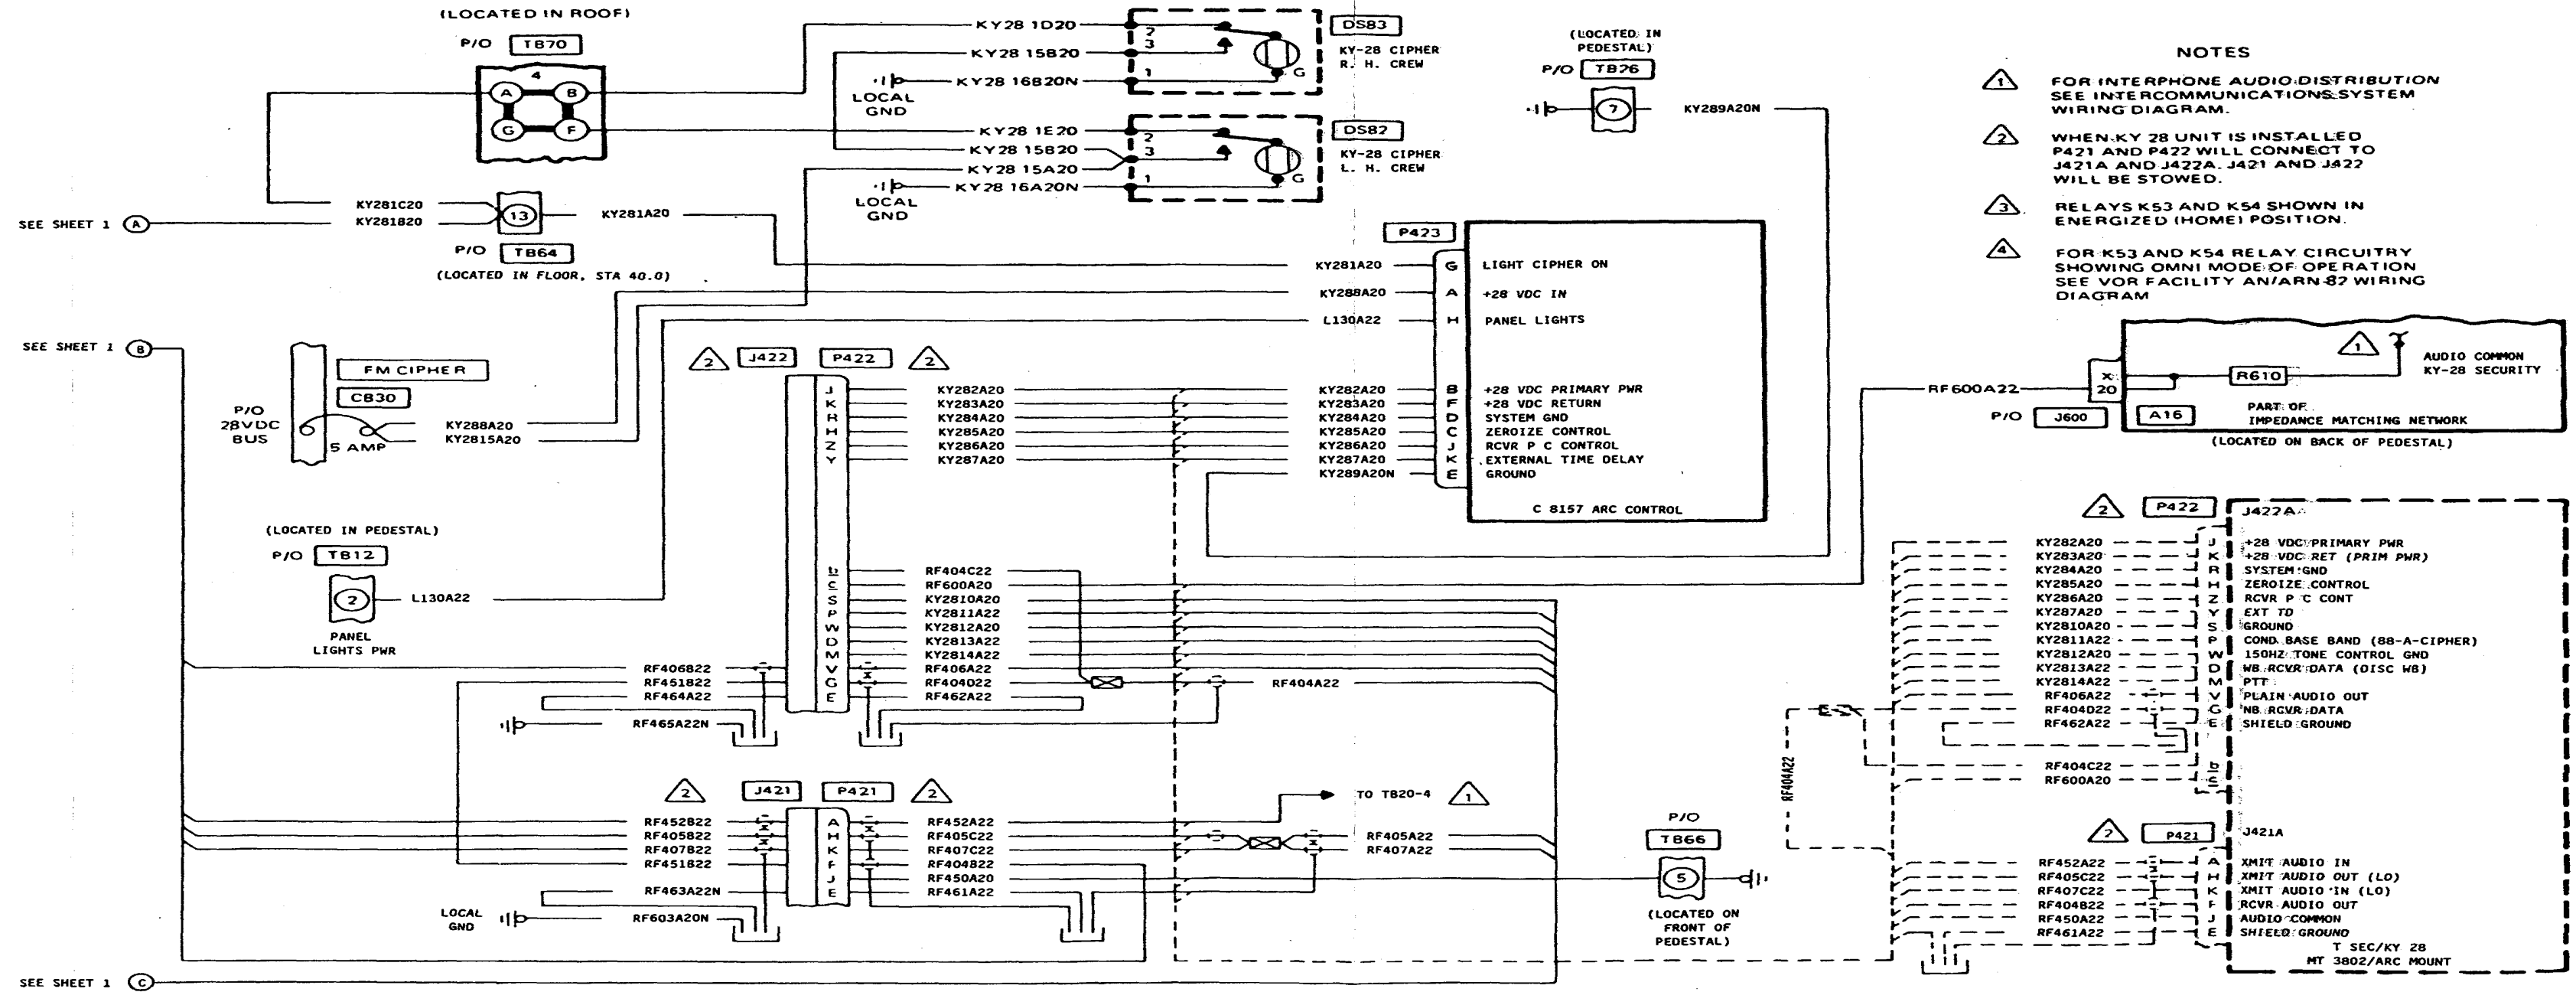 (LOCATED IN ROOF)
P/O TB70
4
A B
G F
KY28 1D20
KY28 15B20
KY28 16B20N
LOCAL
GND
2
3
1
G
DS83
KY-28 CIPHER
R. H. CREW
KY28 1E20
KY28 15B20
KY28 15A20
KY28 16A20N
LOCAL
GND
2
3
1
G
DS82
KY-28 CIPHER
L. H. CREW
(LOCATED IN
PEDESTAL)
P/O TB26
7
KY289A20N
NOTES
1 FOR INTERPHONE AUDIO DISTRIBUTION
SEE INTERCOMMUNICATIONS SYSTEM
WIRING DIAGRAM.
2 WHEN KY 28 UNIT IS INSTALLED
P421 AND P422 WILL CONNECT TO
J421A AND J422A. J421 AND J422
WILL BE STOWED.
3 RELAYS K53 AND K54 SHOWN IN
ENERGIZED (HOME) POSITION.
4 FOR K53 AND K54 RELAY CIRCUITRY
SHOWING OMNI MODE OF OPERATION
SEE VOR FACILITY AN/ARN-82 WIRING
DIAGRAM
SEE SHEET 1 A
KY281C20
KY281B20
13
KY281A20
P/O TB64
(LOCATED IN FLOOR, STA 40.0)
P423
KY281A20 G LIGHT CIPHER ON
KY288A20 A +28 VDC IN
L130A22 H PANEL LIGHTS
KY282A20 B +28 VDC PRIMARY PWR
KY283A20 F +28 VDC RETURN
KY284A20 D SYSTEM GND
KY285A20 C ZEROIZE CONTROL
KY286A20 J RCVR P C CONTROL
KY287A20 K EXTERNAL TIME DELAY
KY289A20N E GROUND
C 8157 ARC CONTROL
SEE SHEET 1 B
FM CIPHER
CB30
P/O
28VDC
BUS
5 AMP
KY288A20
KY2815A20
(LOCATED IN PEDESTAL)
P/O TB12
2
L130A22
PANEL
LIGHTS PWR
2 J422 P422 2
J KY282A20
K KY283A20
R KY284A20
H KY285A20
Z KY286A20
Y KY287A20
b RF404C22
c RF600A20
S KY2810A20
P KY2811A22
W KY2812A20
D KY2813A22
M KY2814A22
RF406B22 V RF406A22
RF451B22 G RF404D22
RF464A22 E RF462A22
RF465A22N
RF404A22
2 J421 P421 2
RF452B22 A RF452A22
RF405B22 H RF405C22
RF407B22 K RF407C22
RF451B22 F RF404B22
J RF450A20
RF463A22N E RF461A22
LOCAL
GND
RF603A20N
TO TB20-4 1
RF405A22
RF407A22
P/O
TB66
5
(LOCATED ON
FRONT OF
PEDESTAL)
SEE SHEET 1 C
RF600A22
X
20
R610
1
AUDIO COMMON
KY-28 SECURITY
P/O J600
A16
PART OF
IMPEDANCE MATCHING NETWORK
(LOCATED ON BACK OF PEDESTAL)
2 P422 J422A
KY282A20 J +28 VDC PRIMARY PWR
KY283A20 K +28 VDC RET (PRIM PWR)
KY284A20 R SYSTEM GND
KY285A20 H ZEROIZE CONTROL
KY286A20 Z RCVR P C CONT
KY287A20 Y EXT TD
KY2810A20 S GROUND
KY2811A22 P COND BASE BAND (88-A-CIPHER)
KY2812A20 W 150HZ TONE CONTROL GND
KY2813A22 D WB RCVR DATA (DISC WB)
KY2814A22 M PTT
RF406A22 V PLAIN AUDIO OUT
RF404D22 G NB RCVR DATA
RF462A22 E SHIELD GROUND
RF404C22 b
RF600A20 c
RF404A22
2 P421 J421A
RF452A22 A XMIT AUDIO IN
RF405C22 H XMIT AUDIO OUT (LO)
RF407C22 K XMIT AUDIO IN (LO)
RF404B22 F RCVR AUDIO OUT
RF450A22 J AUDIO COMMON
RF461A22 E SHIELD GROUND
T SEC/KY 28
MT 3802/ARC MOUNT